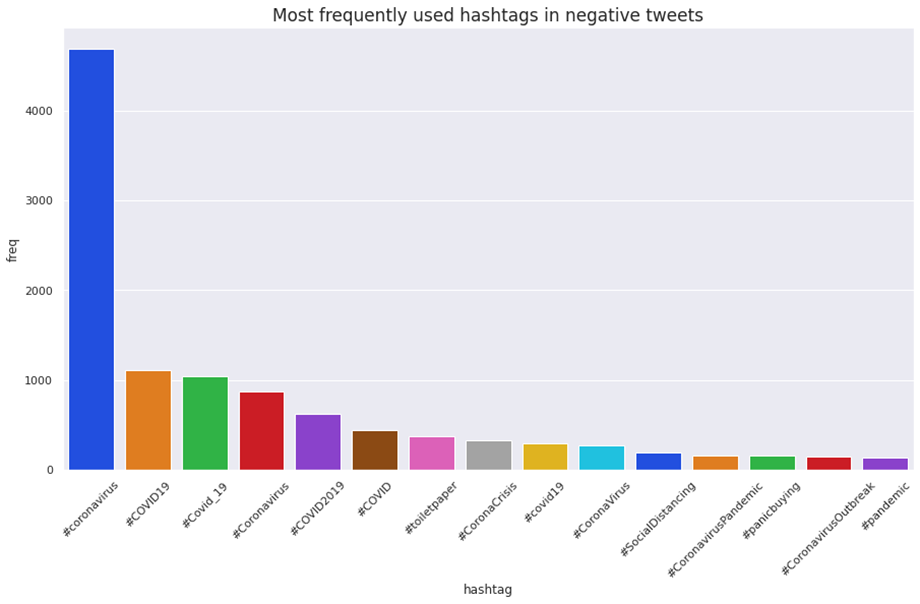 Most frequently used hashtags in negative tweets
freq
4000
3000
2000
1000
0
#coronavirus
#COVID19
#Covid_19
#Coronavirus
#COVID2019
#COVID
#toiletpaper
#CoronaCrisis
#covid19
#CoronaVirus
#SocialDistancing
#CoronavirusPandemic
#panicbuying
#CoronavirusOutbreak
#pandemic
hashtag